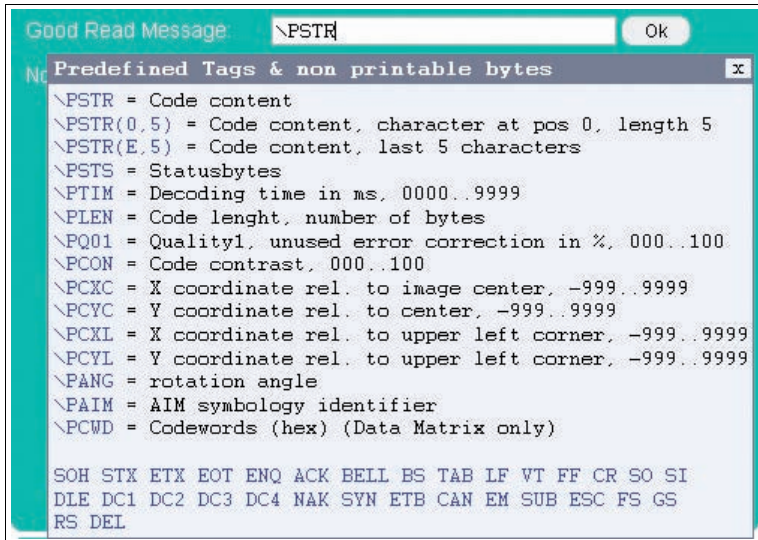 Good Read Message: \PSTR Ok
Predefined Tags & non printable bytes x
\PSTR = Code content
\PSTR(0,5) = Code content, character at pos 0, length 5
\PSTR(E,5) = Code content, last 5 characters
\PSTS = Statusbytes
\PTIM = Decoding time in ms, 0000..9999
\PLEN = Code lenght, number of bytes
\PQ01 = Quality1, unused error correction in %, 000..100
\PCON = Code contrast, 000..100
\PCXC = X coordinate rel. to image center, -999..9999
\PCYC = Y coordinate rel. to center, -999..9999
\PCXL = X coordinate rel. to upper left corner, -999..9999
\PCYL = Y coordinate rel. to upper left corner, -999..9999
\PANG = rotation angle
\PAIM = AIM symbology identifier
\PCWD = Codewords (hex) (Data Matrix only)
SOH STX ETX EOT ENQ ACK BELL BS TAB LF VT FF CR SO SI
DLE DC1 DC2 DC3 DC4 NAK SYN ETB CAN EM SUB ESC FS GS
RS DEL